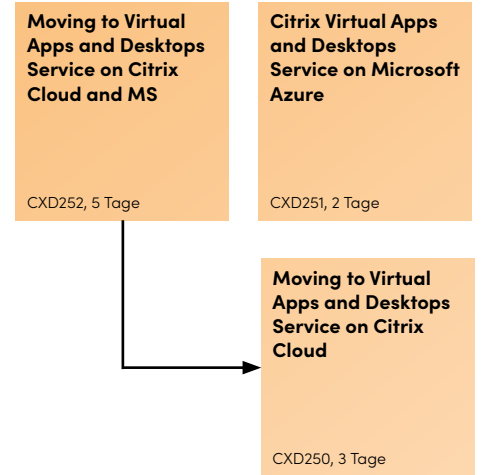 Moving to Virtual
Apps and Desktops
Service on Citrix
Cloud and MS
CXD252, 5 Tage
Citrix Virtual Apps
and Desktops
Service on Microsoft
Azure
CXD251, 2 Tage
Moving to Virtual
Apps and Desktops
Service on Citrix
Cloud
CXD250, 3 Tage